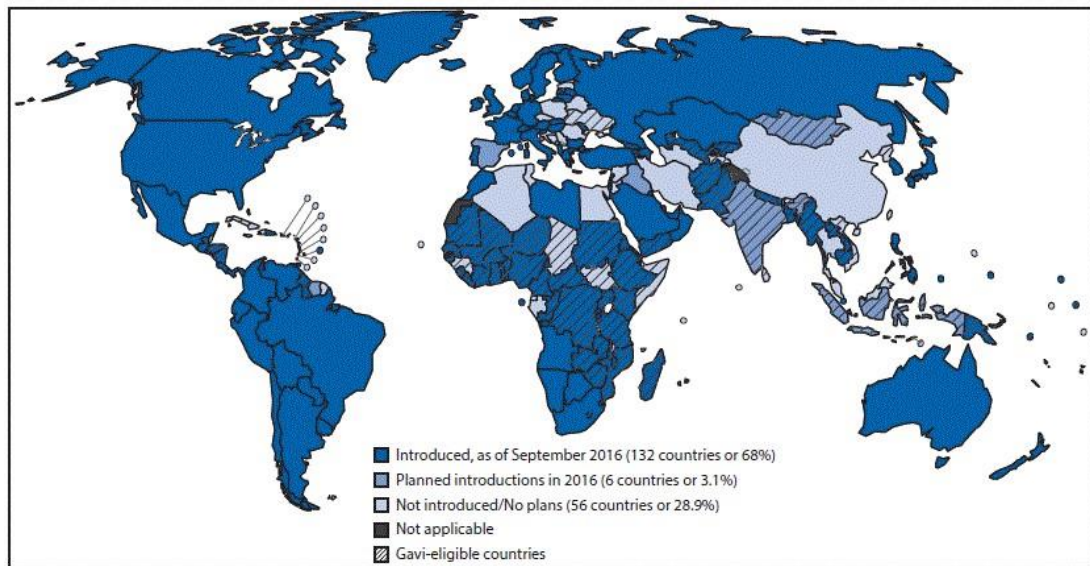 Introduced, as of September 2016 (132 countries or 68%)
Planned introductions in 2016 (6 countries or 3.1%)
Not introduced/No plans (56 countries or 28.9%)
Not applicable
Gavi-eligible countries